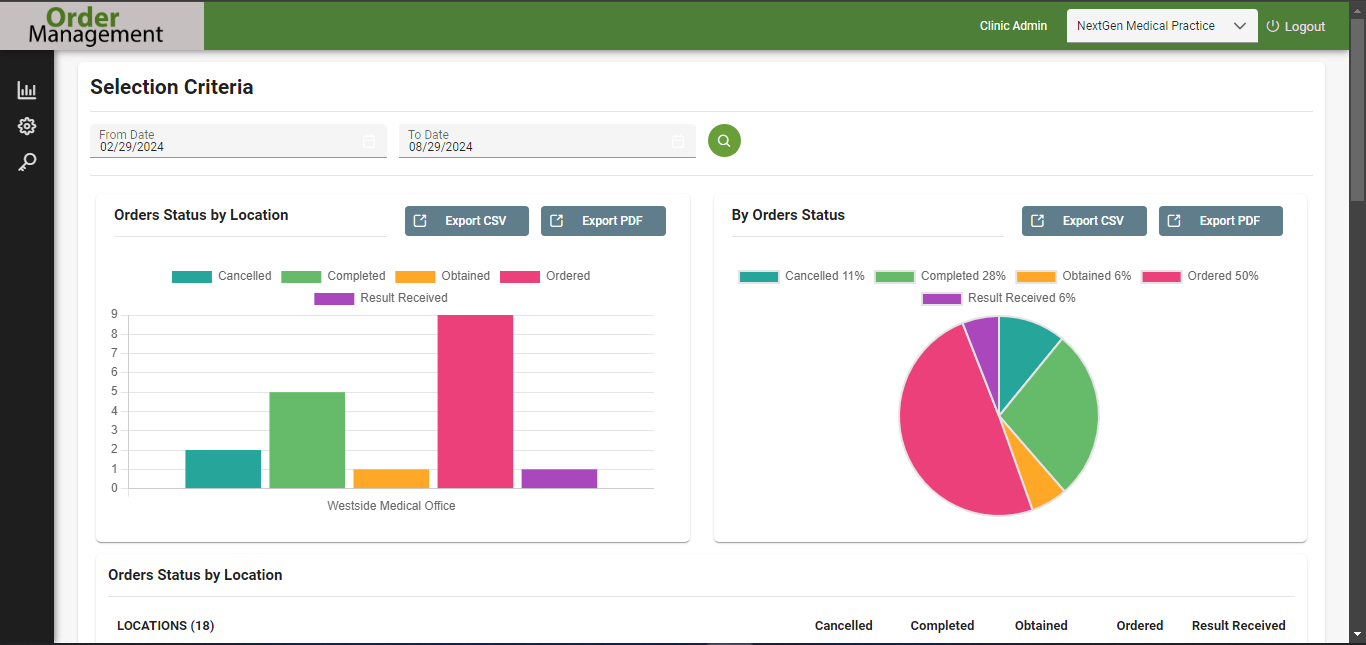 Order
Management
Clinic Admin
NextGen Medical Practice
Logout
Selection Criteria
From Date
02/29/2024
To Date
08/29/2024
Orders Status by Location
Export CSV
Export PDF
Cancelled
Completed
Obtained
Ordered
Result Received
9
8
7
6
5
4
3
2
1
0
Westside Medical Office
By Orders Status
Export CSV
Export PDF
Cancelled 11%
Completed 28%
Obtained 6%
Ordered 50%
Result Received 6%
Orders Status by Location
LOCATIONS (18)
Cancelled
Completed
Obtained
Ordered
Result Received